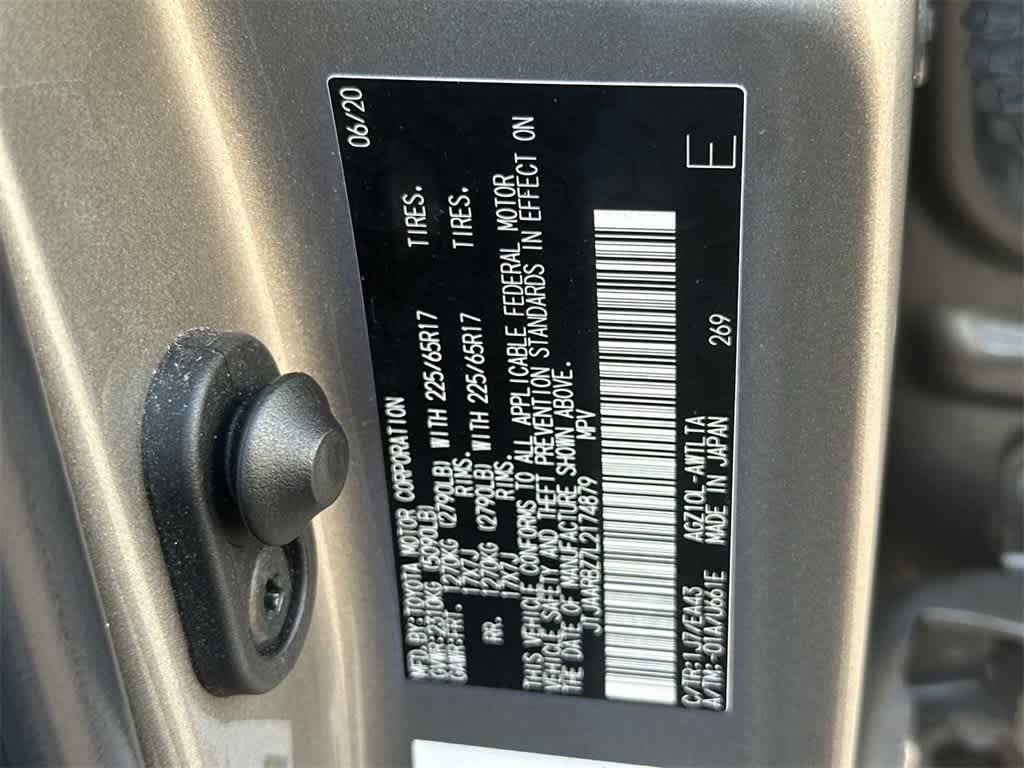 06/20
MFD. BY: TOYOTA MOTOR CORPORATION
GVWR: 2310KG (5090LB)
GAWR: FRT. 1270KG (2790LB) WITH 225/65R17 TIRES.
17X7J RIMS.
RR. 1270KG (2790LB) WITH 225/65R17 TIRES.
17X7J RIMS.
THIS VEHICLE CONFORMS TO ALL APPLICABLE FEDERAL MOTOR
VEHICLE SAFETY AND THEFT PREVENTION STANDARDS IN EFFECT ON
THE DATE OF MANUFACTURE SHOWN ABOVE.
JTJAARBZ7L2174879 MPV
C/TR: 1J7/EA43 AGZ10L-AWTLTA 269 E
A/TM: -01A/U661E MADE IN JAPAN